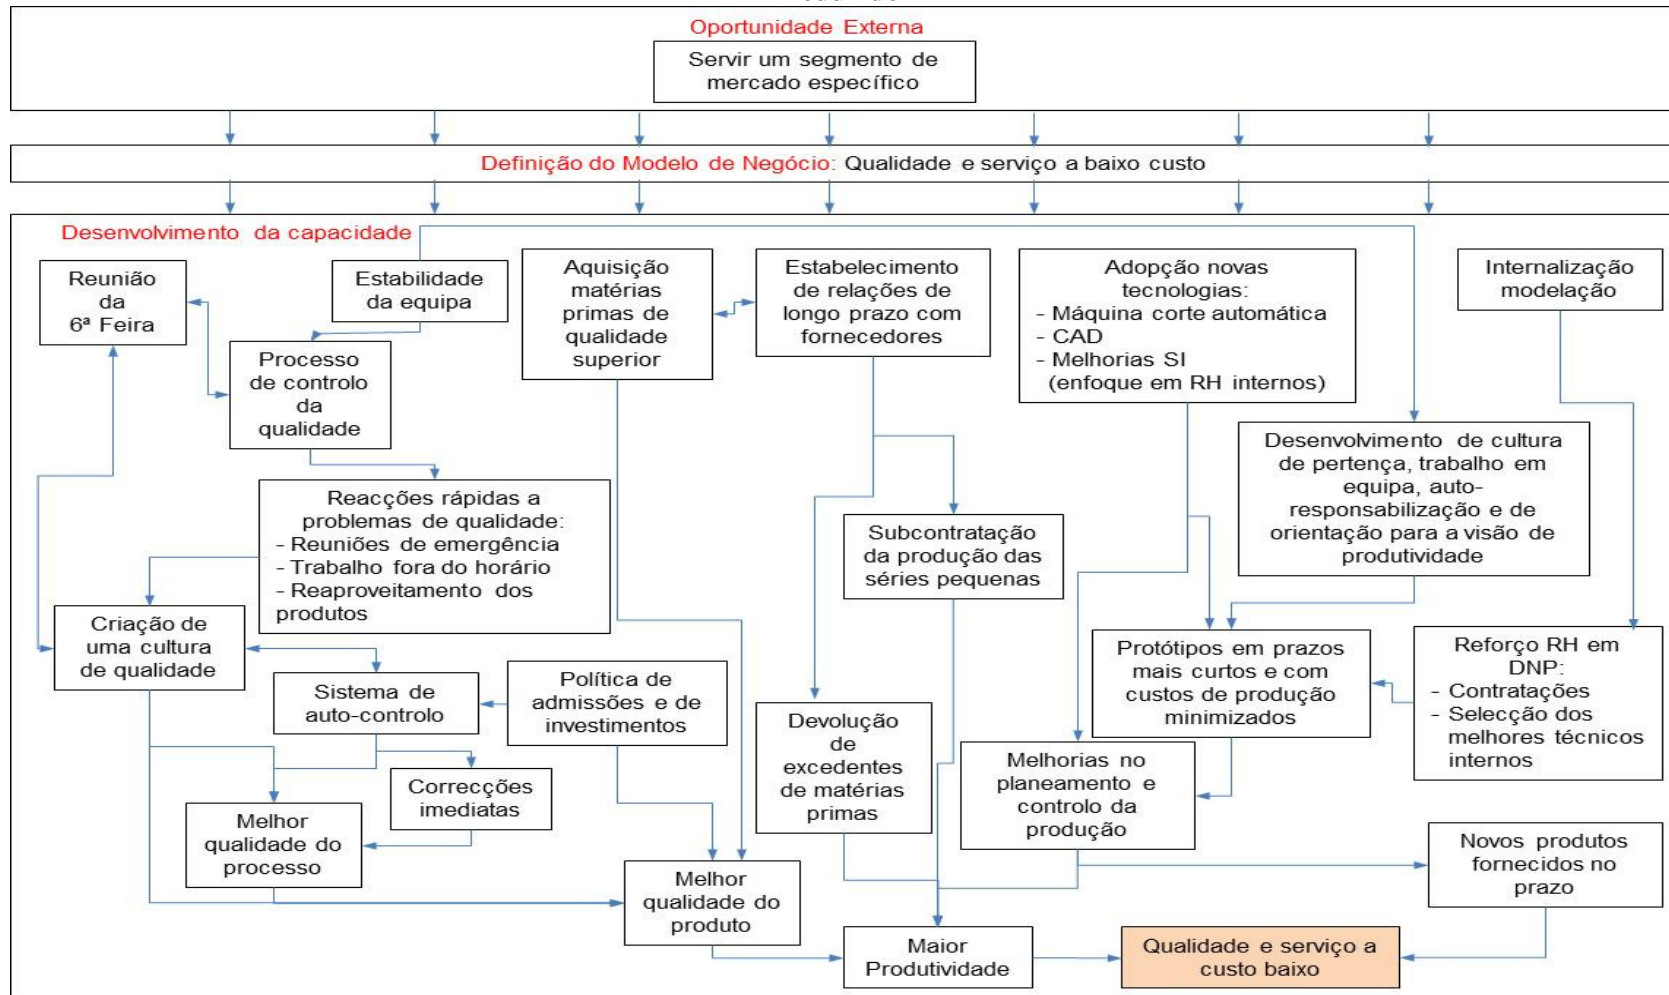 Oportunidade Externa
Servir um segmento de
mercado específico
Definição do Modelo de Negócio: Qualidade e serviço a baixo custo
Desenvolvimento da capacidade
Reunião
da
6ª Feira
Estabilidade
da equipa
Aquisição
matérias
primas de
qualidade
superior
Estabelecimento
de relações de
longo prazo com
fornecedores
Adopção novas
tecnologias:
- Máquina corte automática
- CAD
- Melhorias SI
(enfoque em RH internos)
Internalização
modelação
Processo
de controlo
da
qualidade
Desenvolvimento de cultura
de pertença, trabalho em
equipa, auto-
responsabilização e de
orientação para a visão de
produtividade
Reacções rápidas a
problemas de qualidade:
- Reuniões de emergência
- Trabalho fora do horário
- Reaproveitamento dos
produtos
Subcontratação
da produção das
séries pequenas
Criação de
uma cultura
de qualidade
Protótipos em prazos
mais curtos e com
custos de produção
minimizados
Reforço RH em
DNP:
- Contratações
- Selecção dos
melhores técnicos
internos
Sistema de
auto-controlo
Política de
admissões e de
investimentos
Devolução
de
excedentes
de matérias
primas
Melhorias no
planeamento e
controlo da
produção
Correcções
imediatas
Melhor
qualidade do
processo
Novos produtos
fornecidos no
prazo
Melhor
qualidade do
produto
Maior
Produtividade
Qualidade e serviço a
custo baixo